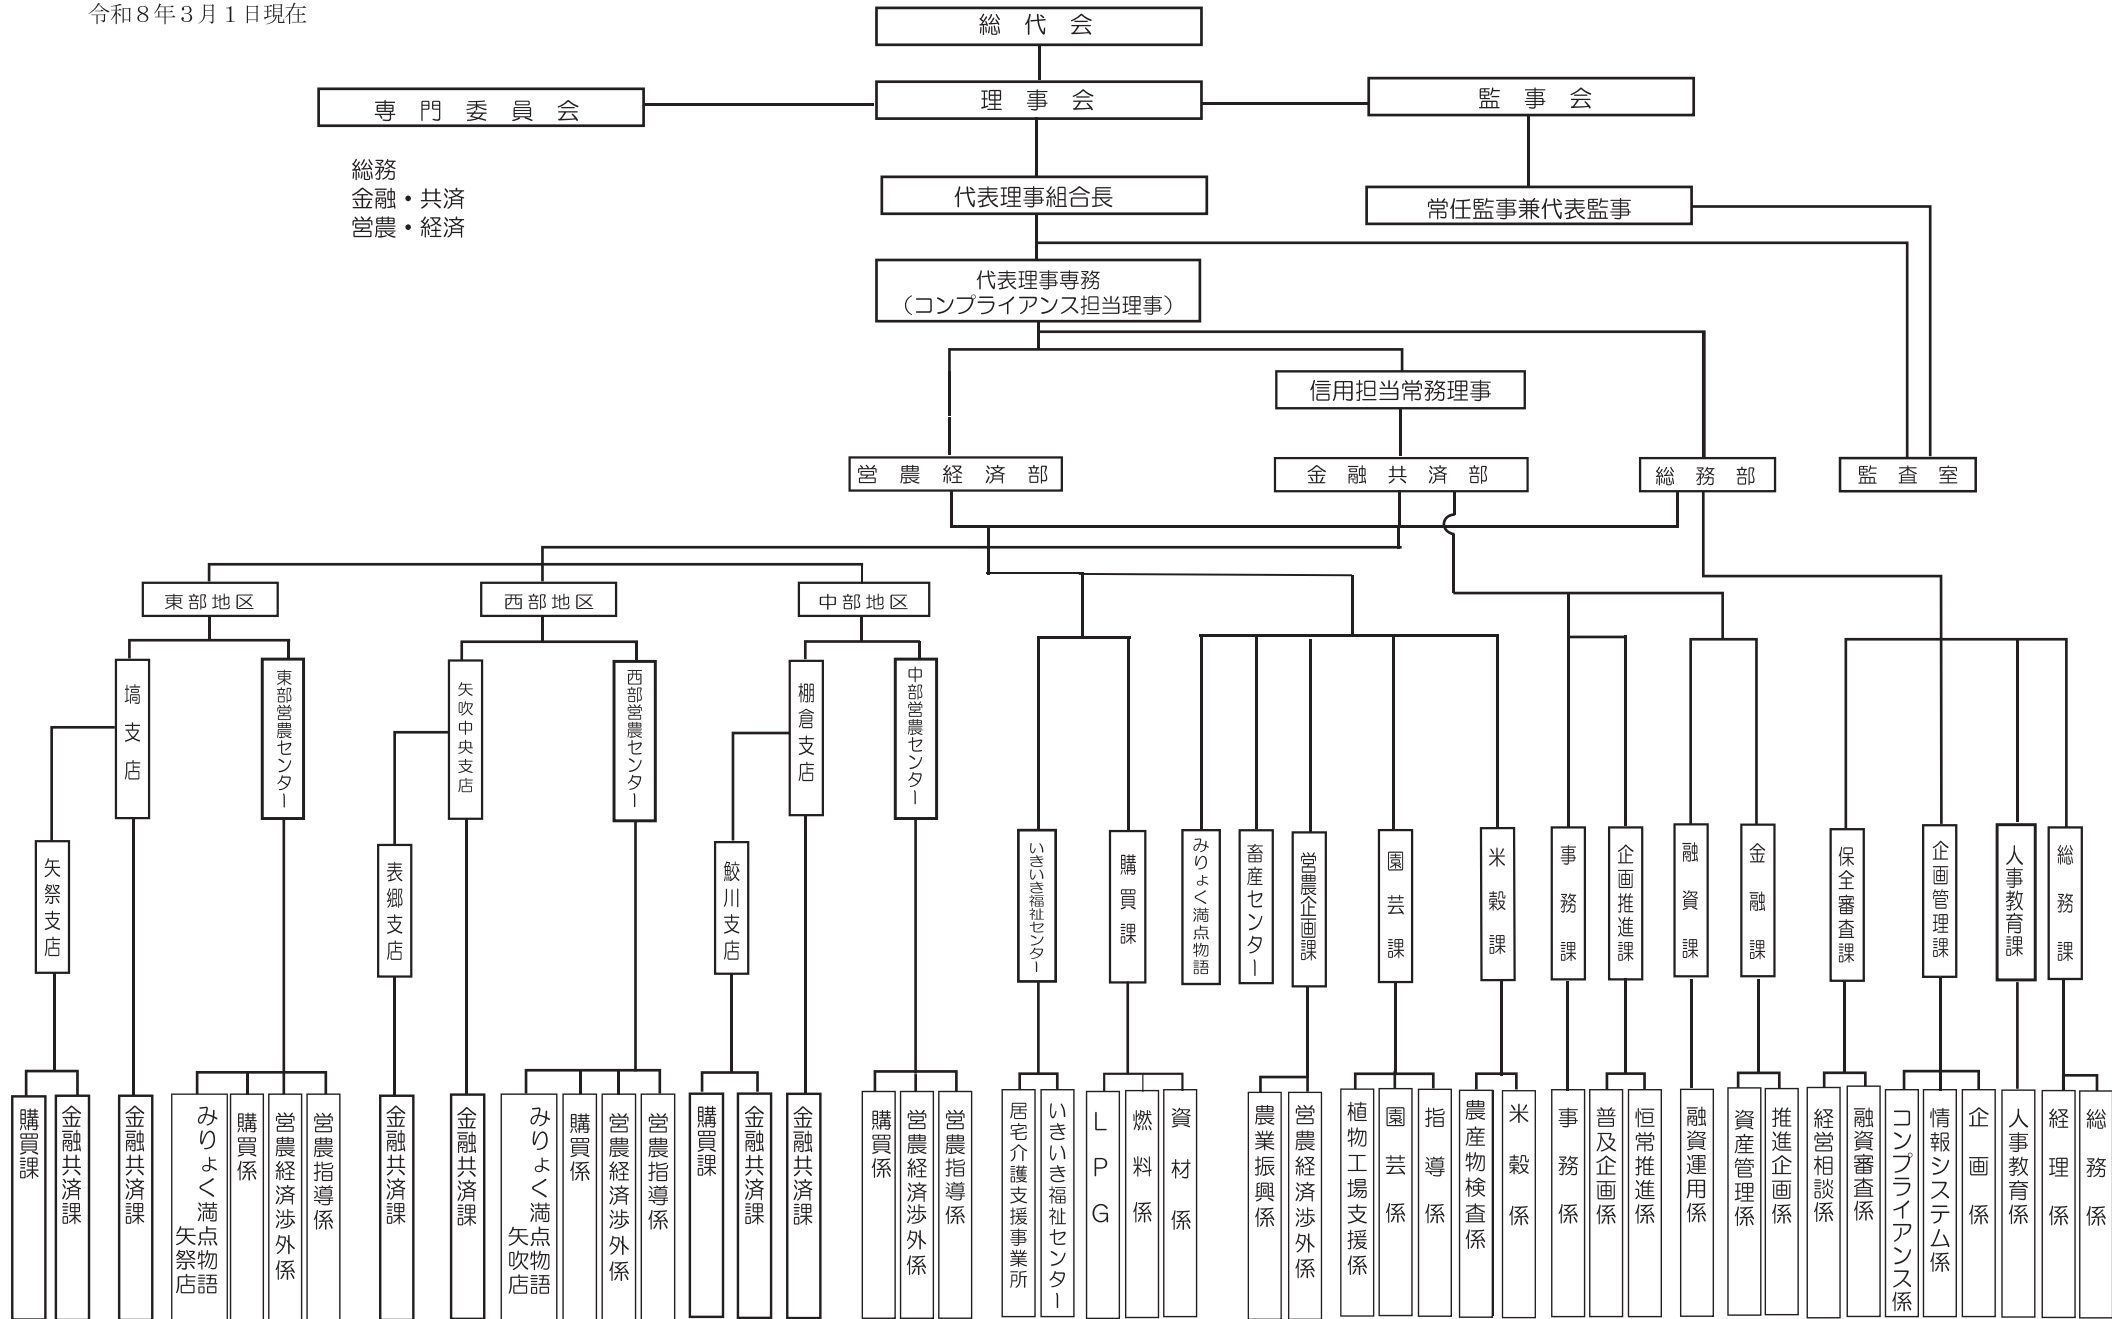 令和８年３月１日現在
総代会
専門委員会
理事会
監事会
総務
金融・共済
営農・経済
代表理事組合長
常任監事兼代表監事
代表理事専務
（コンプライアンス担当理事）
信用担当常務理事
営農経済部
金融共済部
総務部
監査室
東部地区
西部地区
中部地区
塙支店
東部営農センター
矢吹中央支店
西部営農センター
棚倉支店
中部営農センター
矢祭支店
表郷支店
鮫川支店
いきいき福祉センター
購買課
みりょく満点物語
畜産センター
営農企画課
園芸課
米穀課
事務課
企画推進課
融資課
金融課
保全審査課
企画管理課
人事教育課
総務課
購買課
金融共済課
金融共済課
みりょく満点物語
矢祭店
購買係
営農経済渉外係
営農指導係
金融共済課
金融共済課
みりょく満点物語
矢吹店
購買係
営農経済渉外係
営農指導係
購買課
金融共済課
金融共済課
購買係
営農経済渉外係
営農指導係
居宅介護支援事業所
いきいき福祉センター
ＬＰＧ
燃料係
資材係
農業振興係
営農経済渉外係
植物工場支援係
園芸係
指導係
農産物検査係
米穀係
事務係
普及企画係
恒常推進係
融資運用係
資産管理係
推進企画係
経営相談係
融資審査係
コンプライアンス係
情報システム係
企画係
人事教育係
経理係
総務係